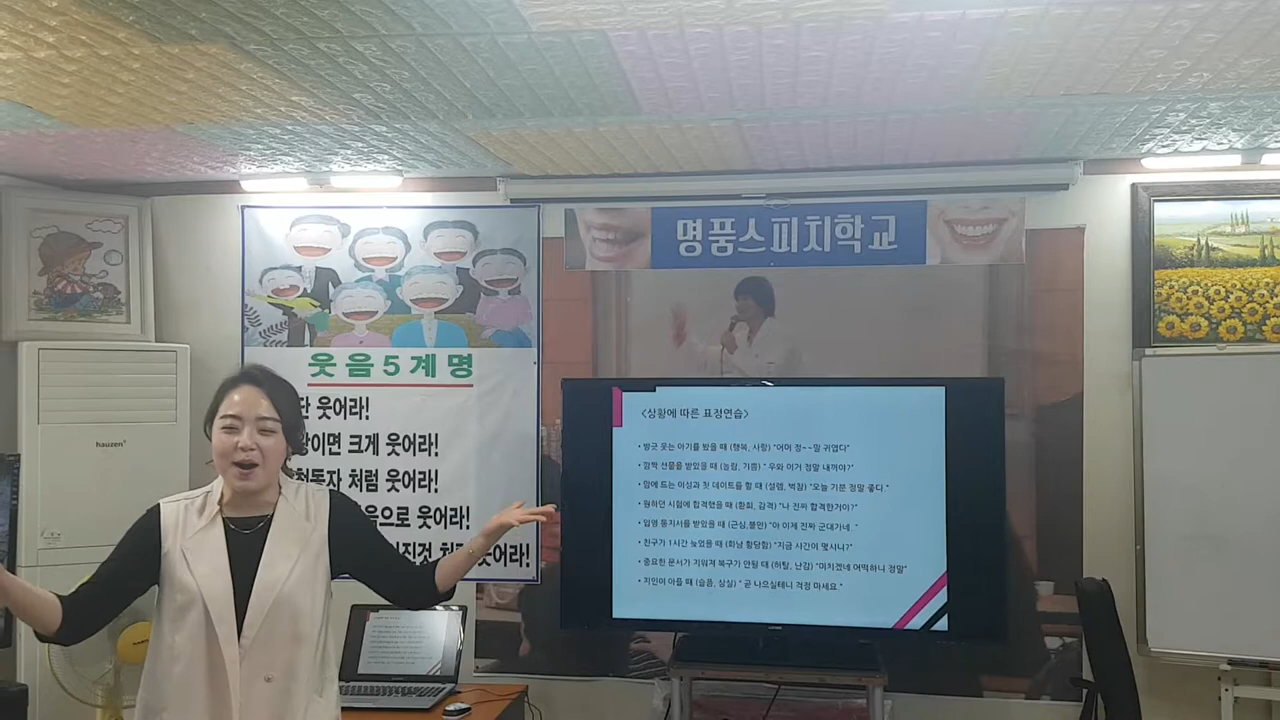 명품스피치학교
웃음5계명
단 웃어라!
왕이면 크게 웃어라!
처럼 웃어라!
음으로 웃어라!
웃어라!
hauzen
<상황에 따른 표정연습>
• 방긋 웃는 아기를 봤을 때 (행복, 사랑) "어머 정~~말 귀엽다"
• 깜짝 선물을 받았을 때 (놀람, 기쁨) " 우와 이거 정말 내꺼야?"
• 맘에 드는 이성과 첫 데이트를 할 때 (설렘, 벅참) "오늘 기분 정말 좋다."
• 원하던 시험에 합격했을 때 (환희, 감격) "나 진짜 합격한거야?"
• 입영 통지서를 받았을 때 (근심,불안) "아 이제 진짜 군대가네.."
• 친구가 1시간 늦었을 때 (화남 황당함) "지금 시간이 몇시니?"
• 중요한 문서가 지워져 복구가 안될 때 (허탈, 난감) "미치겠네 어떡하니 정말"
• 지인이 아플 때 (슬픔, 상실) " 곧 나으실테니 걱정 마세요."